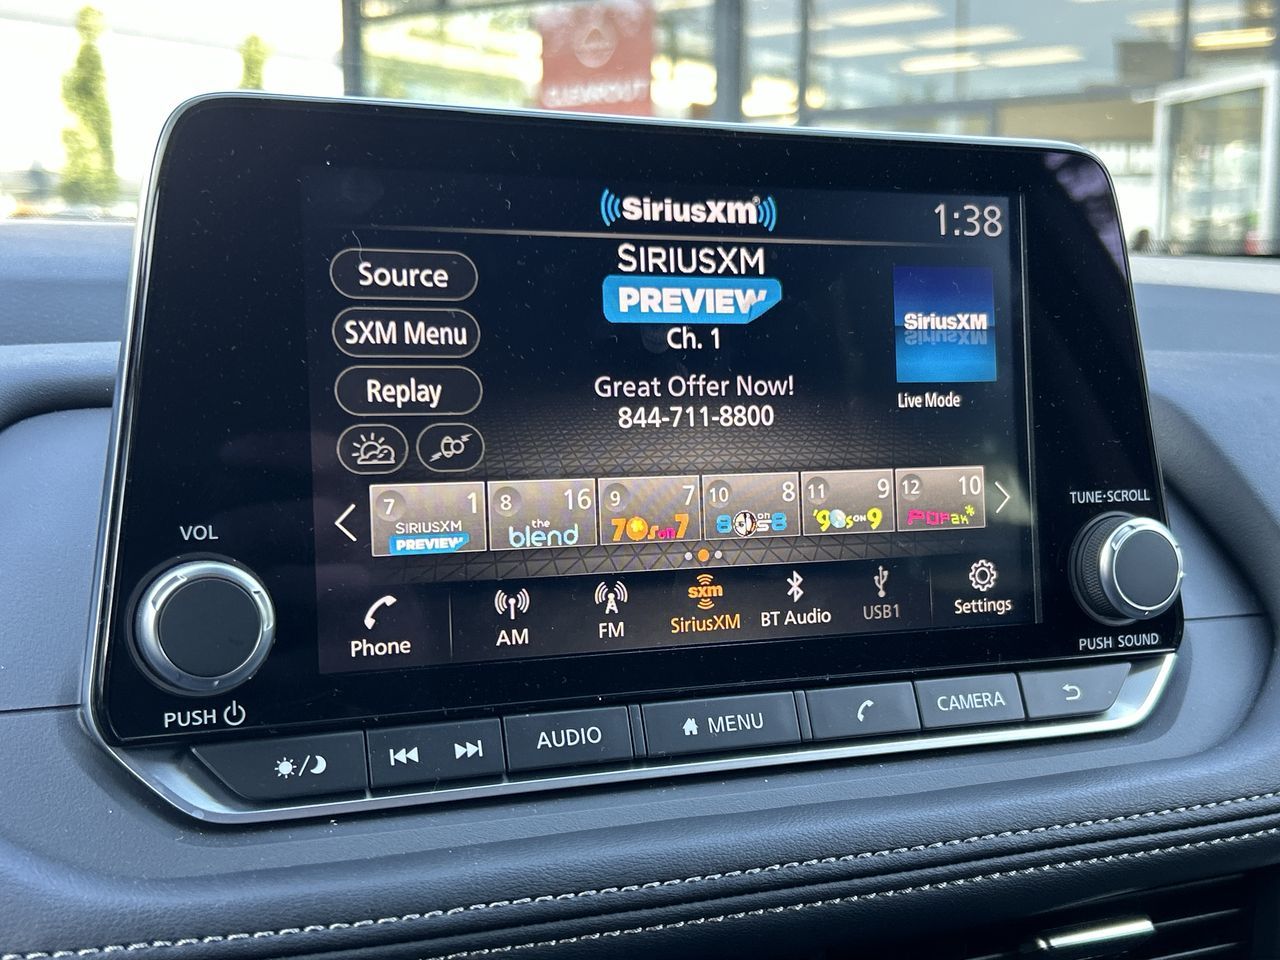 CHEVROLET
SiriusXM
1:38
Source
SIRIUSXM
PREVIEW
SiriusXM
SXM Menu
Ch. 1
Replay
Great Offer Now!
844-711-8800
Live Mode
7 1
SIRIUSXM
PREVIEW
8 16
the
blend
9 7
70s on 7
10 8
80s on 8
11 9
'90s ON 9
12 10
POP2K
Phone
AM
FM
sxm
SiriusXM
BT Audio
USB1
Settings
VOL
PUSH
TUNE·SCROLL
PUSH SOUND
AUDIO
MENU
CAMERA